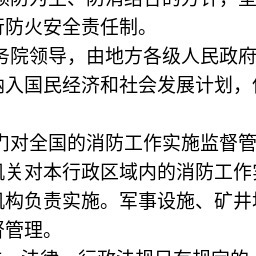 预防为主、防消结合的方针，坚
行防火安全责任制。
务院领导，由地方各级人民政府
纳入国民经济和社会发展计划，
力对全国的消防工作实施监督管
机关对本行政区域内的消防工作实
机构负责实施。军事设施、矿井
督管理。
法律、行政法规另有规定的